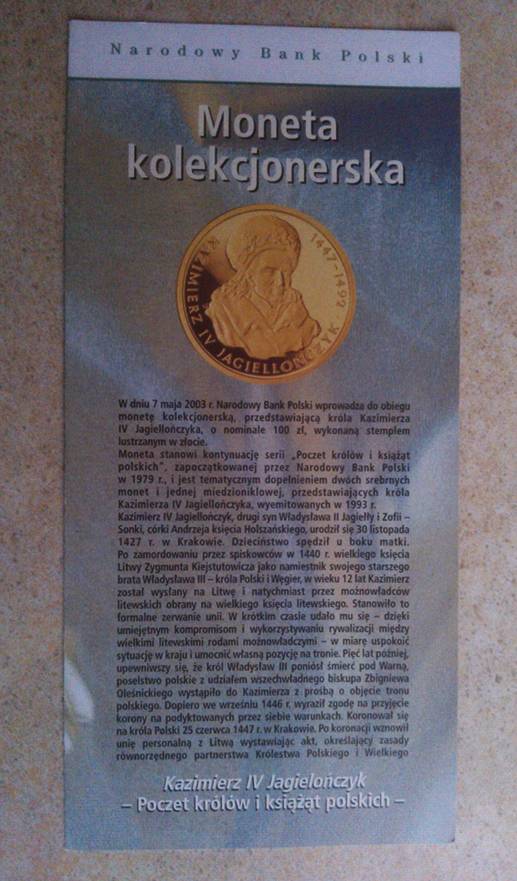 Narodowy Bank Polski
Moneta
kolekcjonerska
KAZIMIERZ IV JAGIELLOŃCZYK
1447-1492
W dniu 7 maja 2003 r. Narodowy Bank Polski wprowadza do obiegu
monetę kolekcjonerską, przedstawiającą króla Kazimierza
IV Jagiellończyka, o nominale 100 zł, wykonaną stemplem
lustrzanym w złocie.
Moneta stanowi kontynuację serii „Poczet królów i książąt
polskich", zapoczątkowanej przez Narodowy Bank Polski
w 1979 r., i jest tematycznym dopełnieniem dwóch srebrnych
monet i jednej miedzioniklowej, przedstawiających króla
Kazimierza IV Jagiellończyka, wyemitowanych w 1993 r.
Kazimierz IV Jagiellończyk, drugi syn Władysława II Jagiełły i Zofii –
Sonki, córki Andrzeja księcia Holszańskiego, urodził się 30 listopada
1427 r. w Krakowie. Dzieciństwo spędził u boku matki.
Po zamordowaniu przez spiskowców w 1440 r. wielkiego księcia
Litwy Zygmunta Kiejstutowicza jako namiestnik swojego starszego
brata Władysława III – króla Polski i Węgier, w wieku 12 lat Kazimierz
został wysłany na Litwę i natychmiast przez możnowładców
litewskich obrany na wielkiego księcia litewskiego. Stanowiło to
formalne zerwanie unii. W krótkim czasie udało mu się – dzięki
umiejętnym kompromisom i wykorzystywaniu rywalizacji między
wielkimi litewskimi rodami możnowładczymi – w miarę uspokoić
sytuację w kraju i umocnić własną pozycję na tronie. Pięć lat później,
upewniwszy się, że król Władysław III poniósł śmierć pod Warną,
poselstwo polskie z udziałem wszechwładnego biskupa Zbigniewa
Oleśnickiego wystąpiło do Kazimierza z prośbą o objęcie tronu
polskiego. Dopiero we wrześniu 1446 r. wyraził zgodę na przyjęcie
korony na podyktowanych przez siebie warunkach. Koronował się
na króla Polski 25 czerwca 1447 r. w Krakowie. Po koronacji wznowił
unię personalną z Litwą wystawiając akt, określający zasady
równorzędnego partnerstwa Królestwa Polskiego i Wielkiego
Kazimierz IV Jagielończyk
– Poczet królów i książąt polskich –